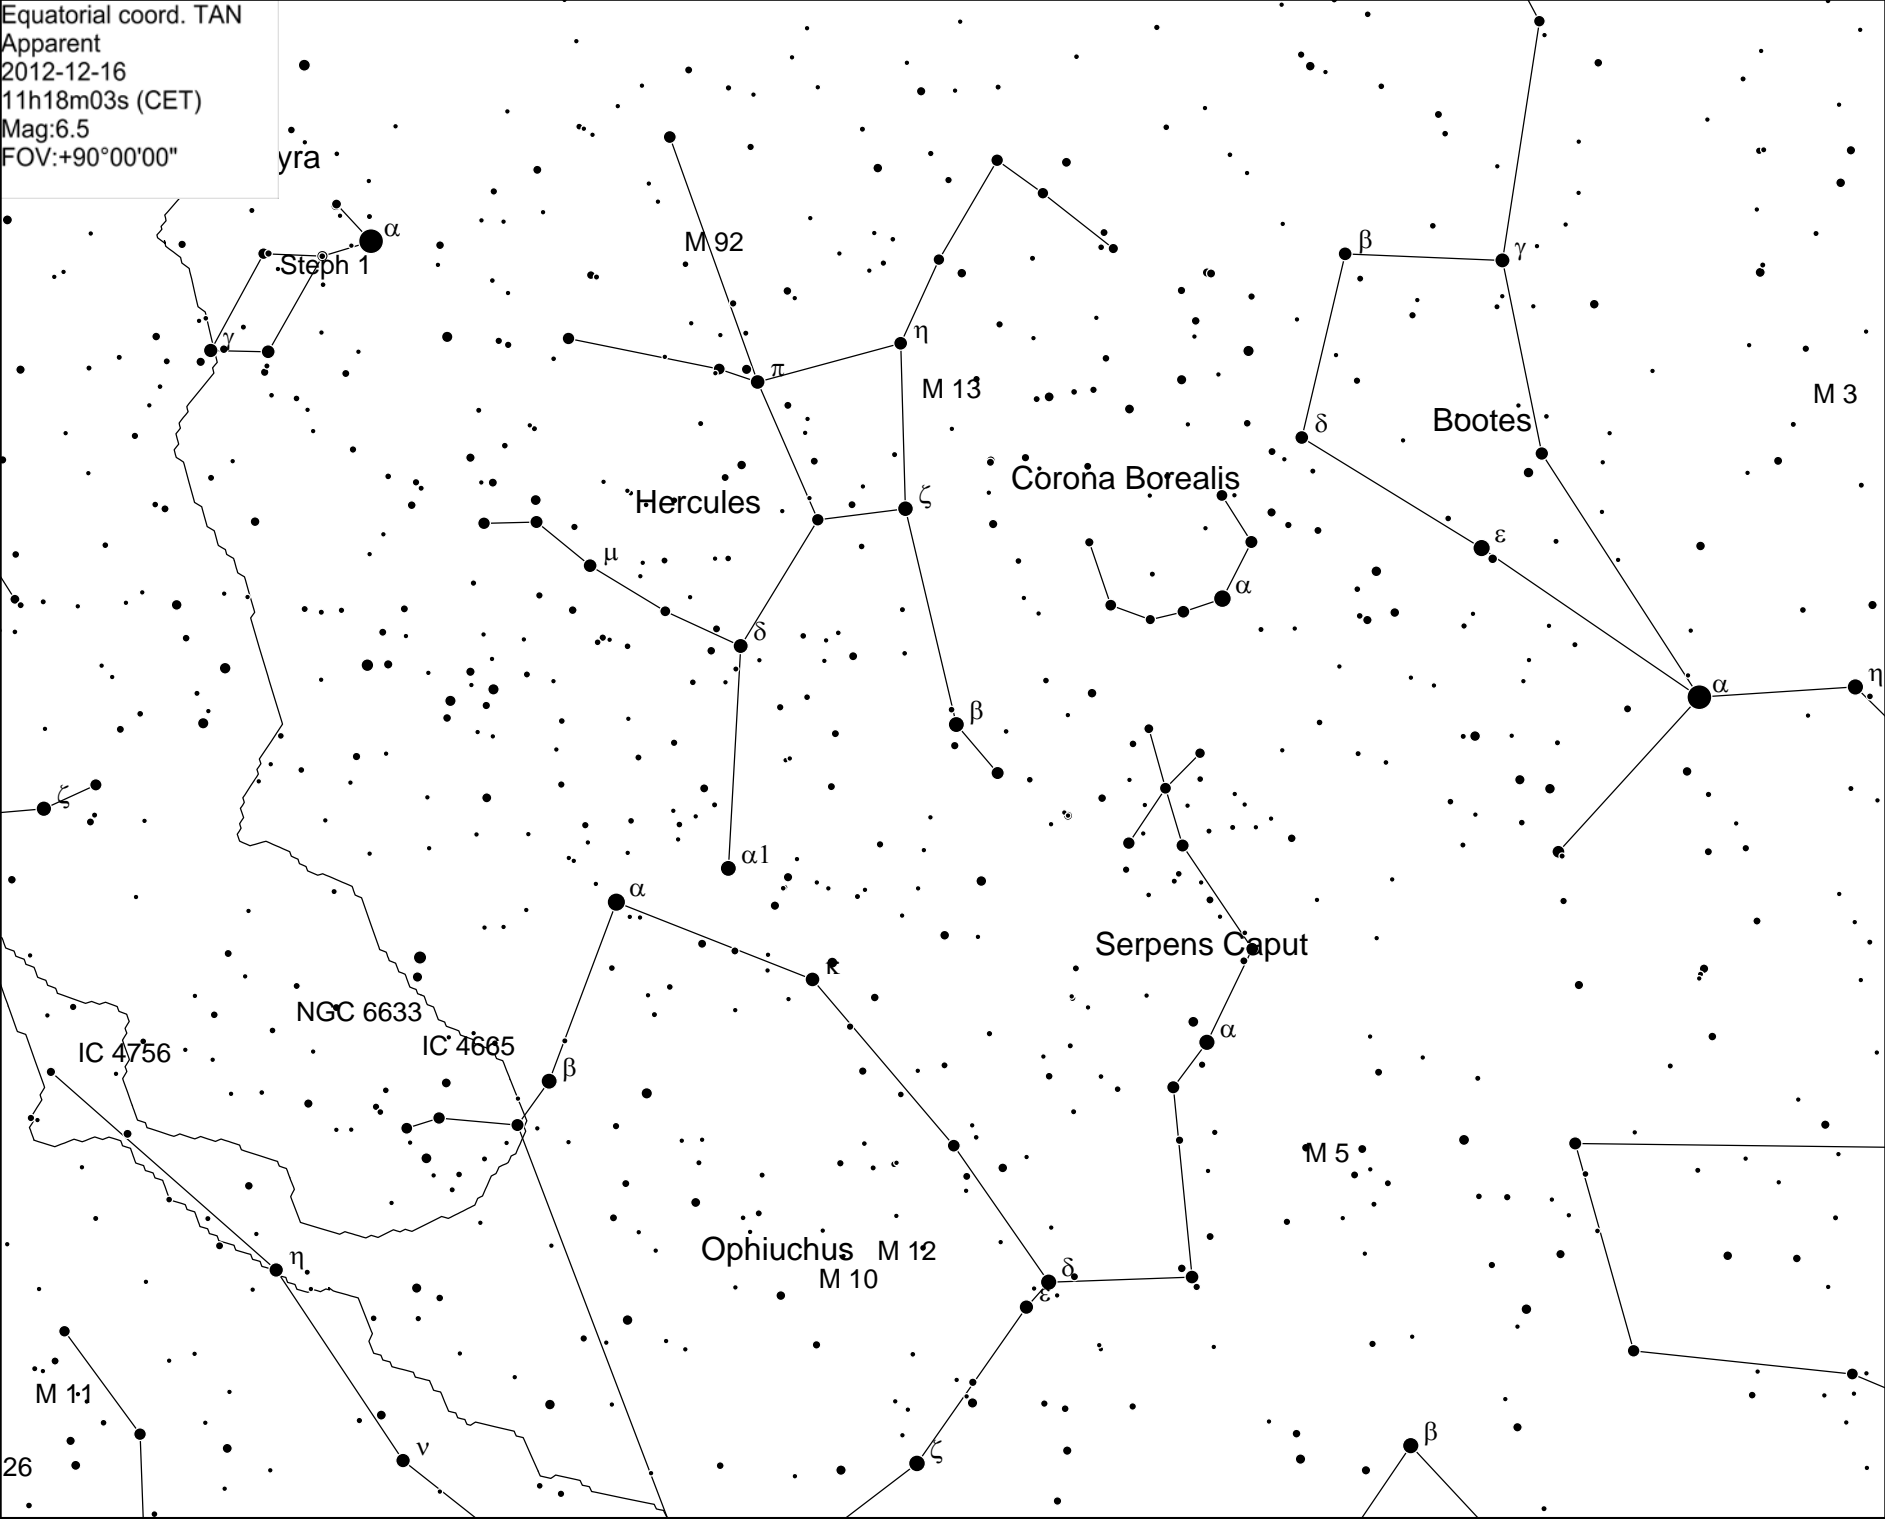 Equatorial coord. TAN
Apparent
2012-12-16
11h18m03s (CET)
Mag:6.5
FOV:+90°00'00"
yra
α
M 92
β
γ
Steph 1
γ
η
π
M 13
M 3
δ
Bootes
Corona Borealis
Hercules
ζ
ε
μ
α
δ
α
η
β
ζ
α1
α
Serpens Caput
κ
NGC 6633
α
IC 4665
IC 4756
β
M 5
Ophiuchus
M 12
η
δ
M 10
ε
M 11
β
ν
ζ
26